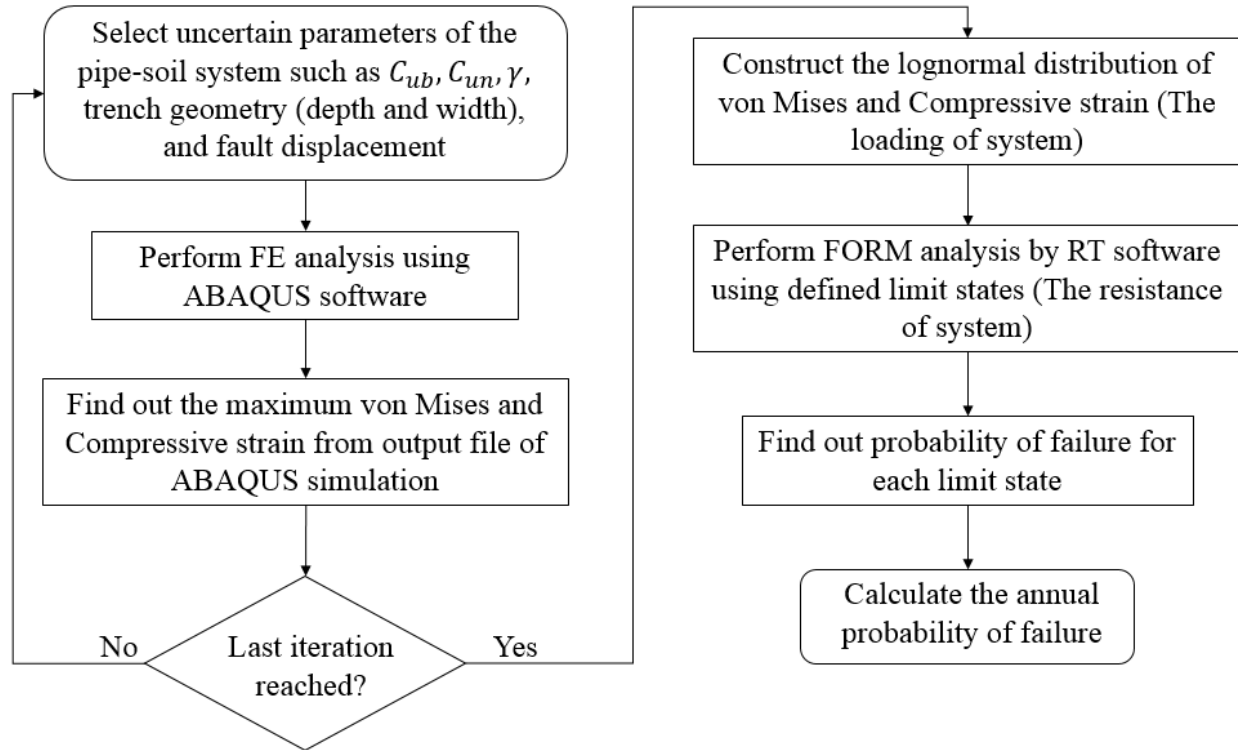 Select uncertain parameters of the
pipe-soil system such as C_{ub}, C_{un}, γ,
trench geometry (depth and width),
and fault displacement
Perform FE analysis using
ABAQUS software
Find out the maximum von Mises and
Compressive strain from output file of
ABAQUS simulation
Last iteration
reached?
No
Yes
Construct the lognormal distribution of
von Mises and Compressive strain (The
loading of system)
Perform FORM analysis by RT software
using defined limit states (The resistance
of system)
Find out probability of failure for
each limit state
Calculate the annual
probability of failure